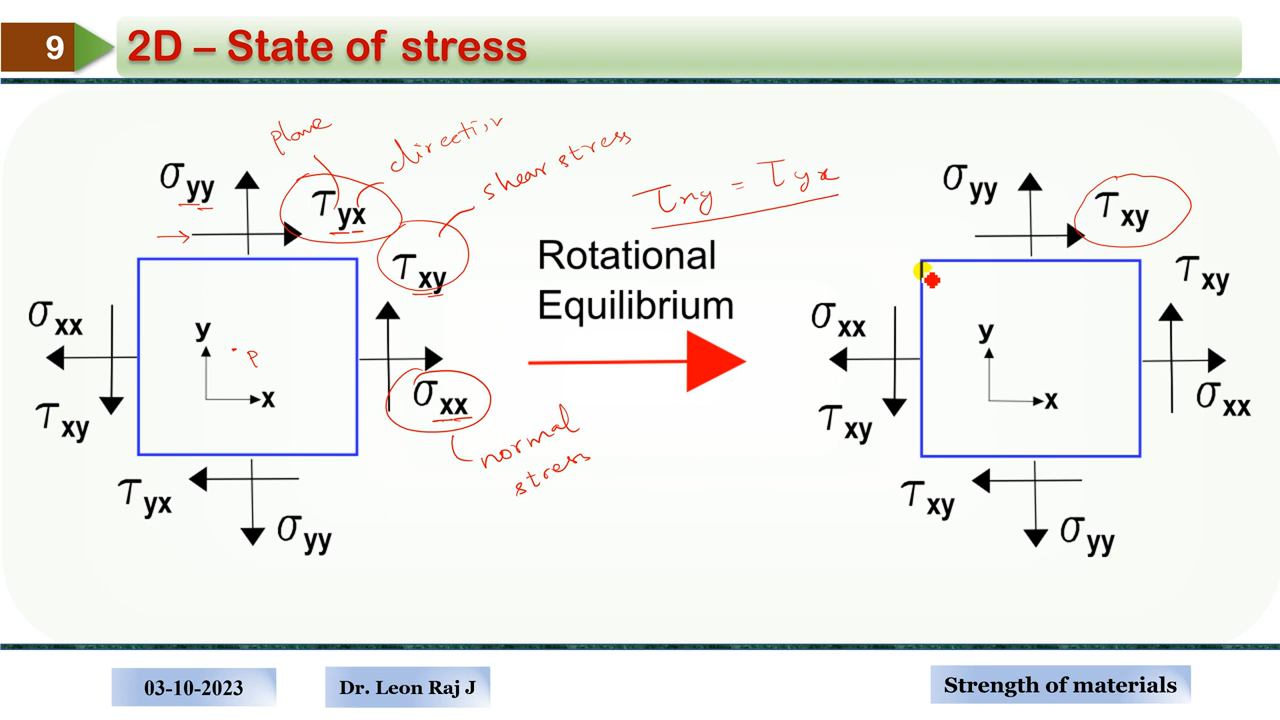 9
2D – State of stress
plane
direction
shear stress
τxy = τyx
σyy
τyx
τxy
σxx
τxy
y
x
P
σxx
normal
stress
τyx
σyy
Rotational
Equilibrium
σyy
τxy
τxy
σxx
τxy
y
x
σxx
τxy
σyy
03-10-2023
Dr. Leon Raj J
Strength of materials